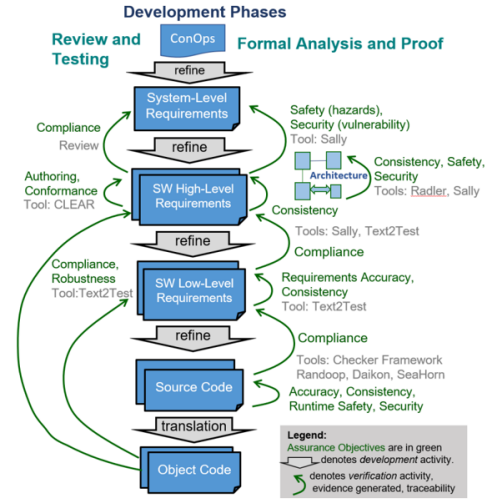 Development Phases
Review and
Testing
ConOps
Formal Analysis and Proof
refine
System-Level
Requirements
Safety (hazards),
Security (vulnerability)
Tool: Sally
Compliance
Review
refine
Architecture
Consistency, Safety,
Security
Tools: Radler, Sally
Authoring,
Conformance
Tool: CLEAR
SW High-Level
Requirements
Consistency
Tools: Sally, Text2Test
refine
Compliance
Compliance,
Robustness
Tool:Text2Test
SW Low-Level
Requirements
Requirements Accuracy,
Consistency
Tool: Text2Test
refine
Compliance
Tools: Checker Framework
Randoop, Daikon, SeaHorn
Source Code
Accuracy, Consistency,
Runtime Safety, Security
translation
Object Code
Legend:
Assurance Objectives are in green
denotes development activity.
denotes verification activity,
evidence generated, traceability